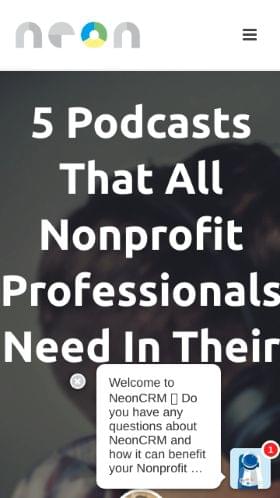 neon
5 Podcasts
That All
Nonprofit
Professionals
Need In Their
Welcome to
NeonCRM ▯ Do
you have any
questions about
NeonCRM and
how it can benefit
your Nonprofit ...
1